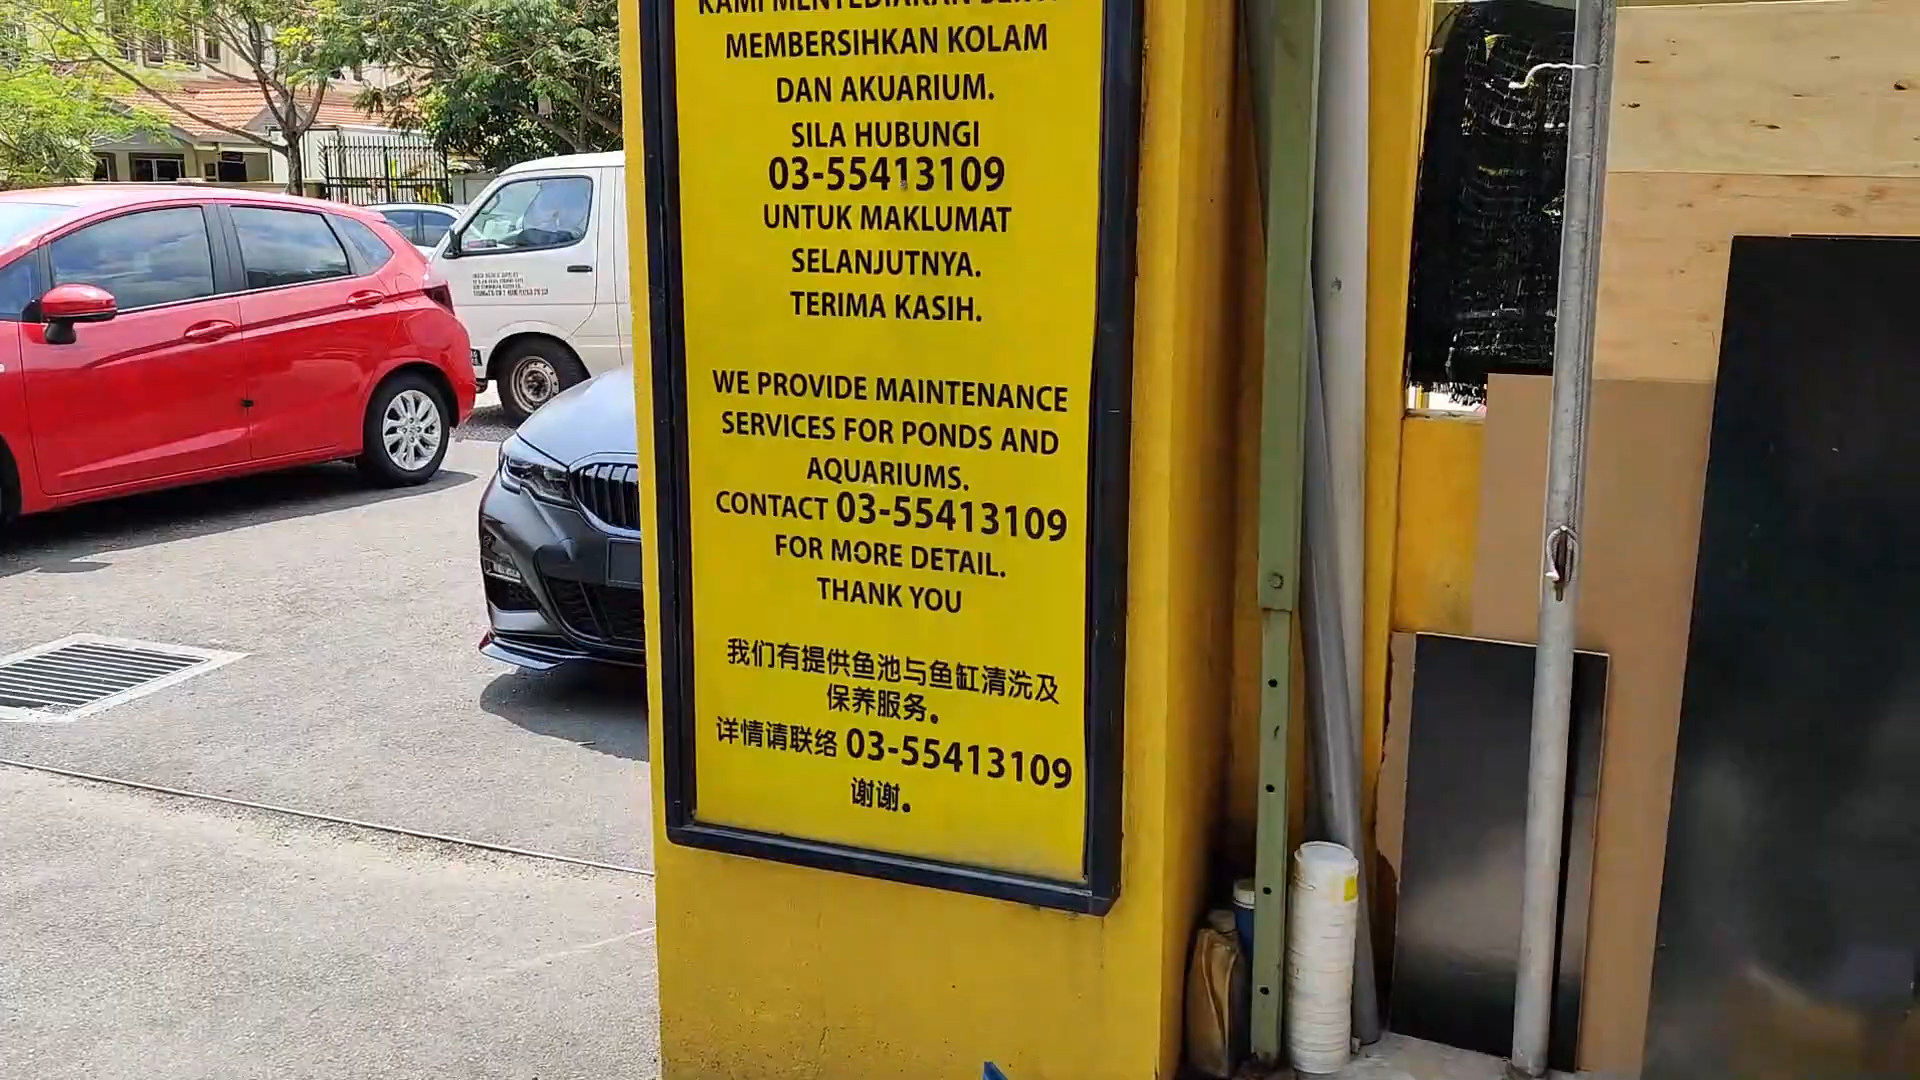 KAMI MENYEDIAKAN
MEMBERSIHKAN KOLAM
DAN AKUARIUM.
SILA HUBUNGI
03-55413109
UNTUK MAKLUMAT
SELANJUTNYA.
TERIMA KASIH.
WE PROVIDE MAINTENANCE
SERVICES FOR PONDS AND
AQUARIUMS.
CONTACT 03-55413109
FOR MORE DETAIL.
THANK YOU
我们有提供鱼池与鱼缸清洗及
保养服务。
详情请联络 03-55413109
谢谢。